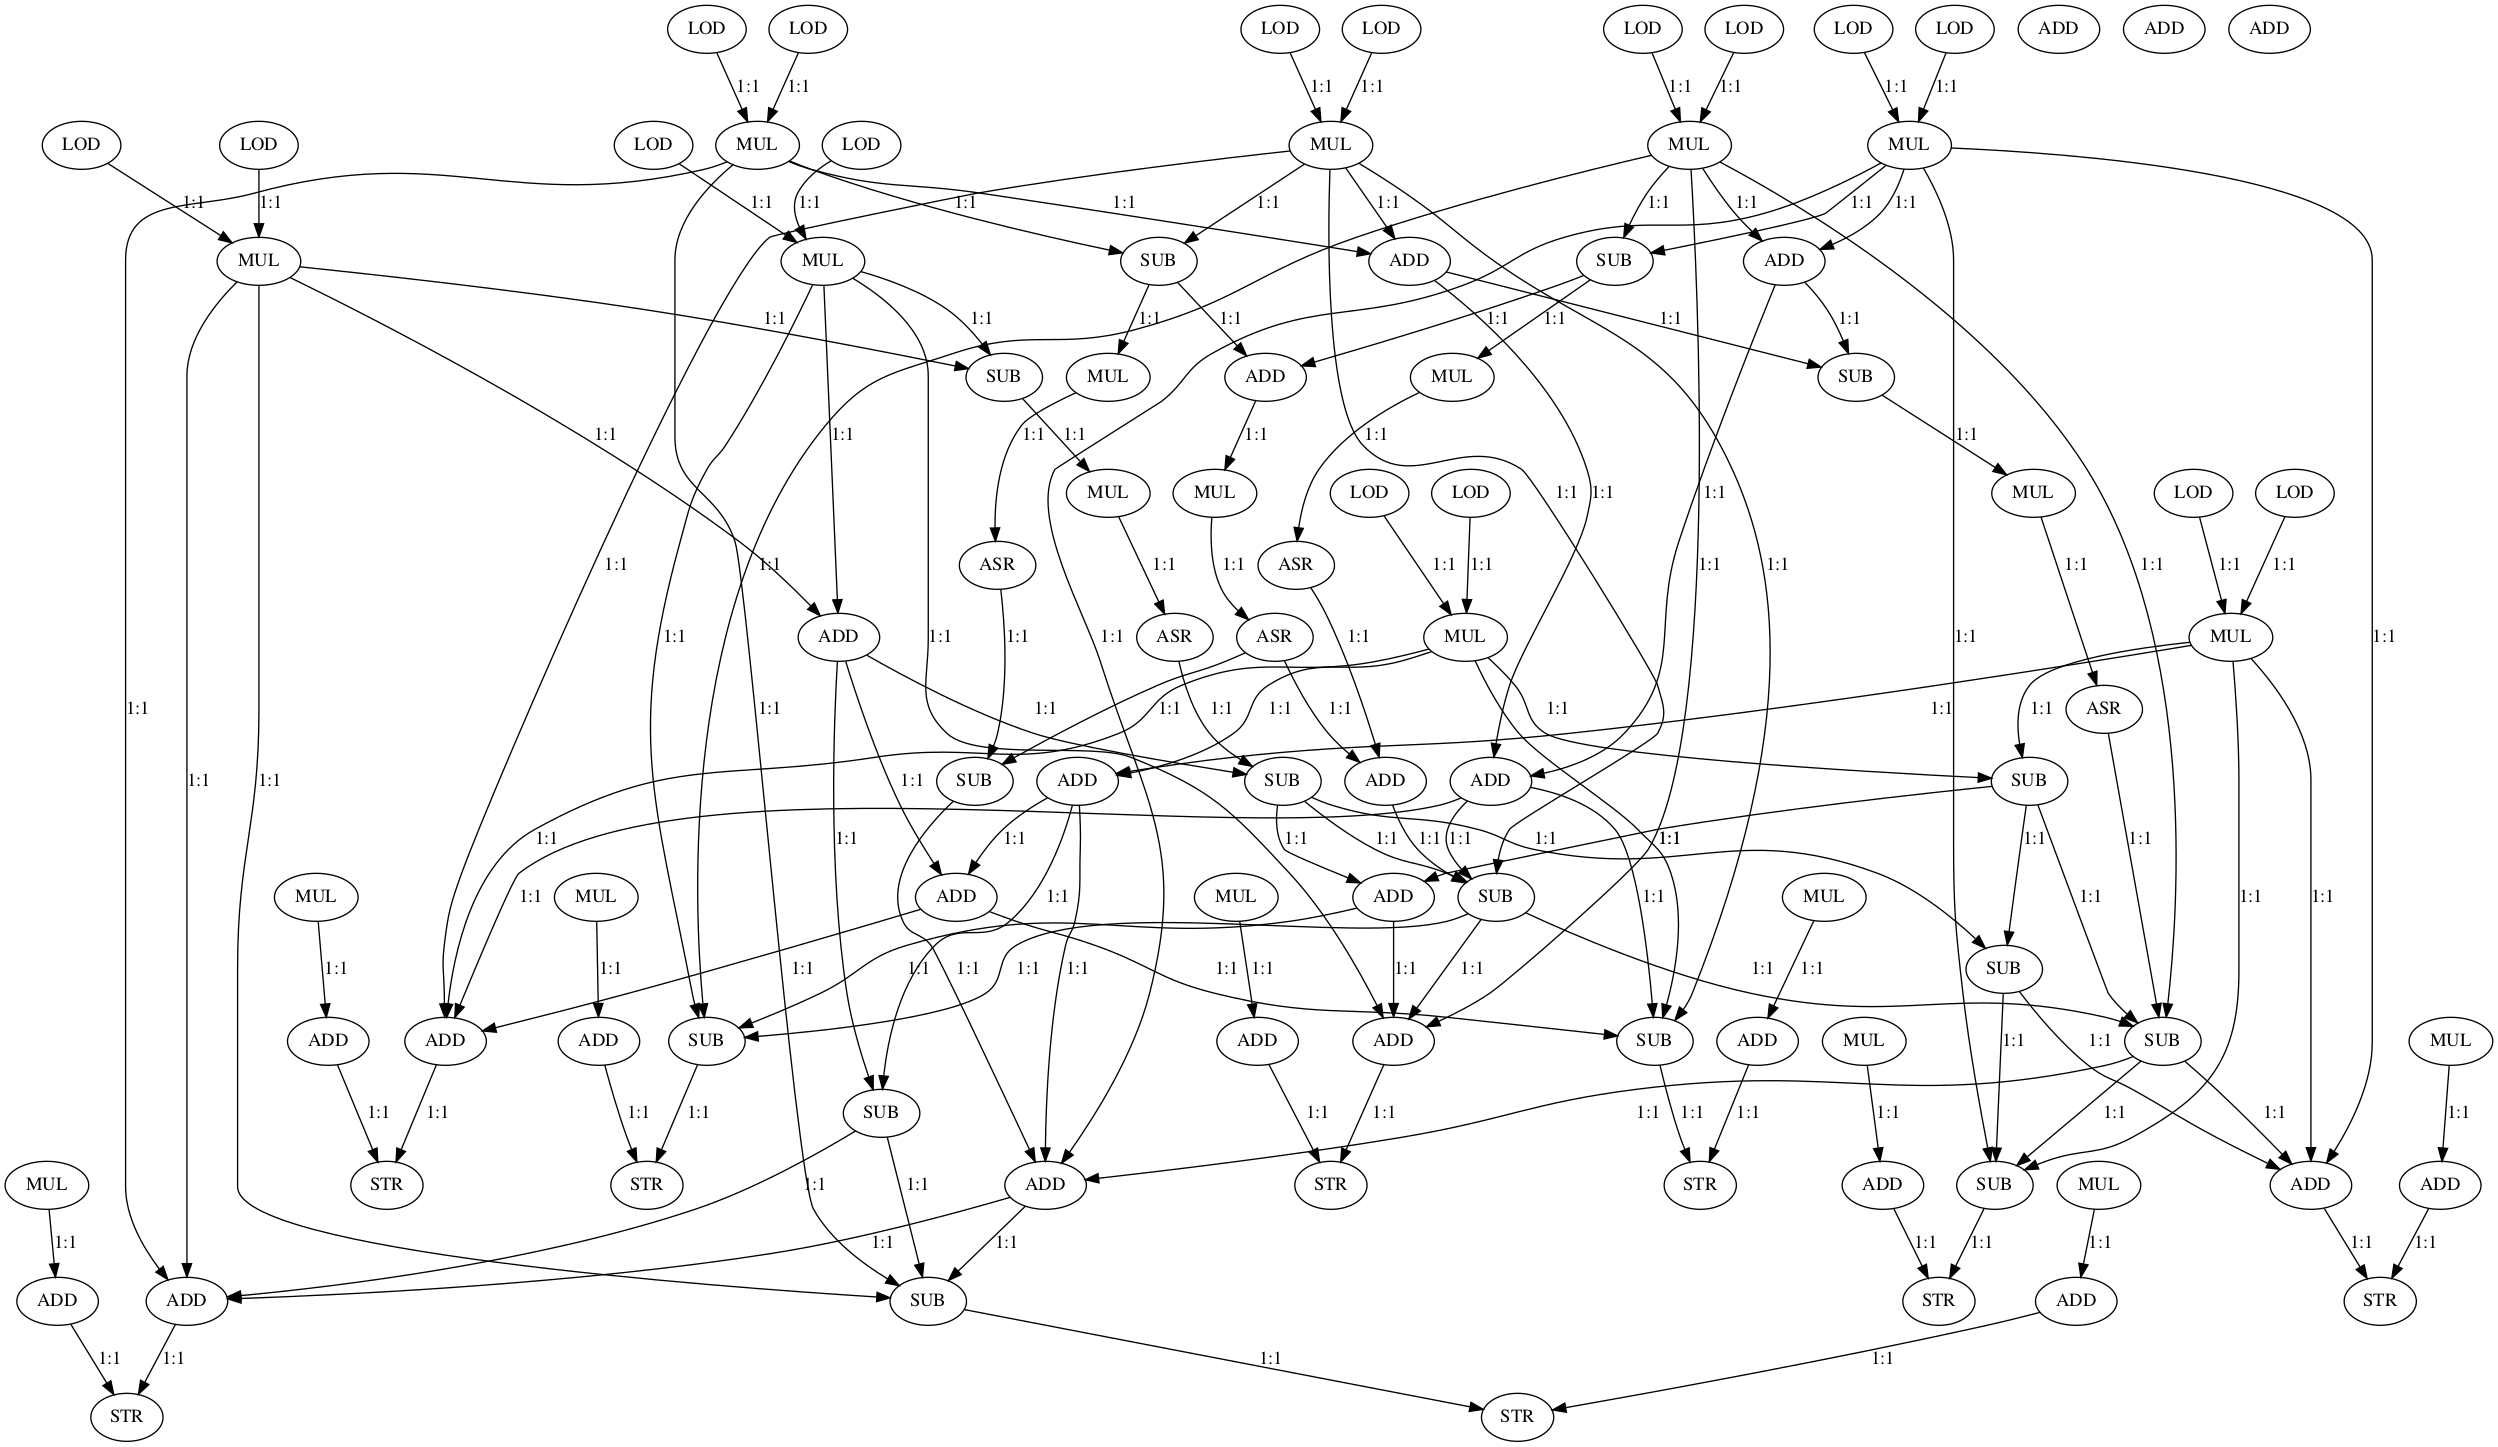 LOD LOD LOD LOD LOD LOD LOD LOD ADD ADD ADD
1:1 1:1 1:1 1:1 1:1 1:1 1:1 1:1
LOD LOD LOD MUL LOD MUL MUL MUL
1:1 1:1 1:1 1:1 1:1 1:1 1:1 1:1 1:1 1:1 1:1 1:1
MUL MUL SUB ADD SUB ADD
1:1 1:1 1:1 1:1 1:1 1:1 1:1 1:1
SUB MUL ADD MUL SUB
1:1 1:1 1:1 1:1 1:1 1:1 1:1 1:1
MUL MUL LOD LOD 1:1 1:1 MUL LOD LOD
1:1 1:1 ASR 1:1 1:1 ASR 1:1 1:1 1:1 1:1 1:1 1:1 1:1 1:1
1:1 ADD 1:1 1:1 ASR ASR 1:1 MUL 1:1 MUL 1:1
1:1 1:1 1:1 1:1 1:1 1:1 1:1 1:1 1:1 ASR
1:1 1:1 SUB ADD SUB ADD ADD SUB
1:1 1:1 1:1 1:1 1:1 1:1 1:1 1:1 1:1 1:1 1:1 1:1
MUL 1:1 MUL ADD 1:1 MUL ADD SUB 1:1 MUL 1:1 1:1
1:1 1:1 1:1 1:1 1:1 1:1 1:1 1:1 1:1 1:1 1:1 1:1 SUB
ADD ADD ADD SUB ADD ADD SUB ADD MUL 1:1 1:1 SUB MUL
1:1 1:1 1:1 1:1 SUB 1:1 1:1 1:1 1:1 1:1 1:1 1:1 1:1 1:1
MUL STR STR 1:1 1:1 ADD STR STR ADD SUB MUL ADD ADD
1:1 1:1 1:1 1:1 1:1 1:1 1:1 1:1
ADD ADD SUB STR ADD STR
1:1 1:1 1:1 1:1
STR STR